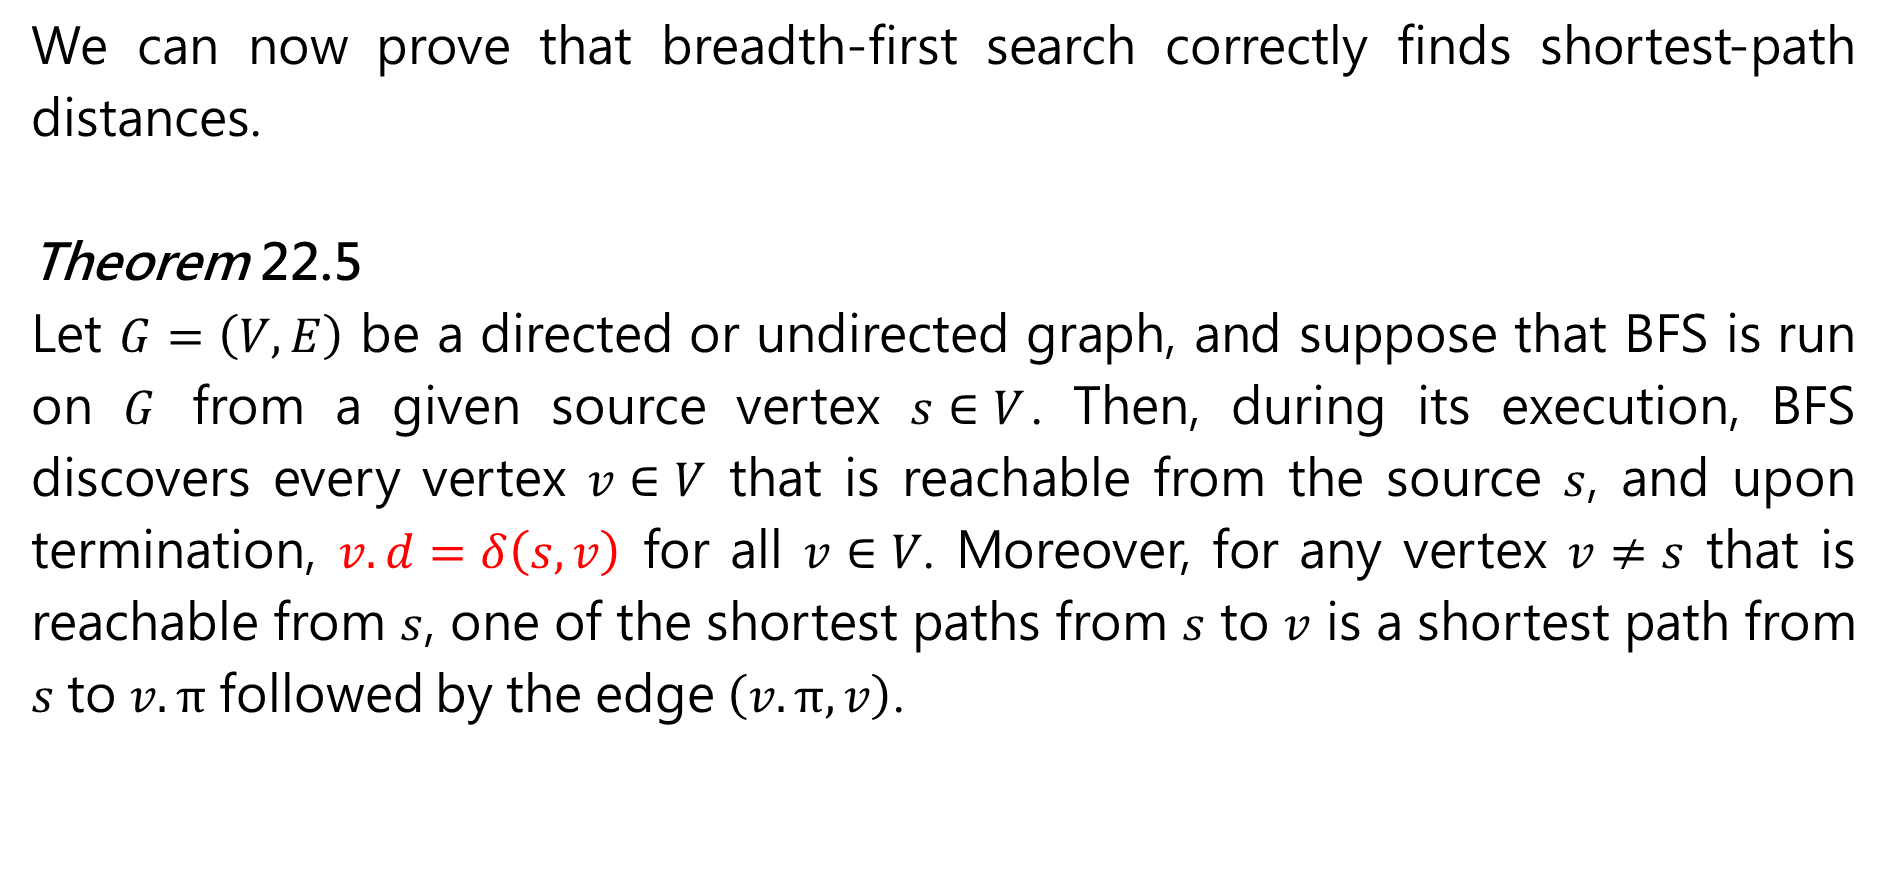 We can now prove that breadth-first search correctly finds shortest-path
distances.
Theorem 22.5
Let G = (V, E) be a directed or undirected graph, and suppose that BFS is run
on G from a given source vertex s ∈ V. Then, during its execution, BFS
discovers every vertex v ∈ V that is reachable from the source s, and upon
termination, v. d = δ(s, v) for all v ∈ V. Moreover, for any vertex v ≠ s that is
reachable from s, one of the shortest paths from s to v is a shortest path from
s to v. π followed by the edge (v. π, v).